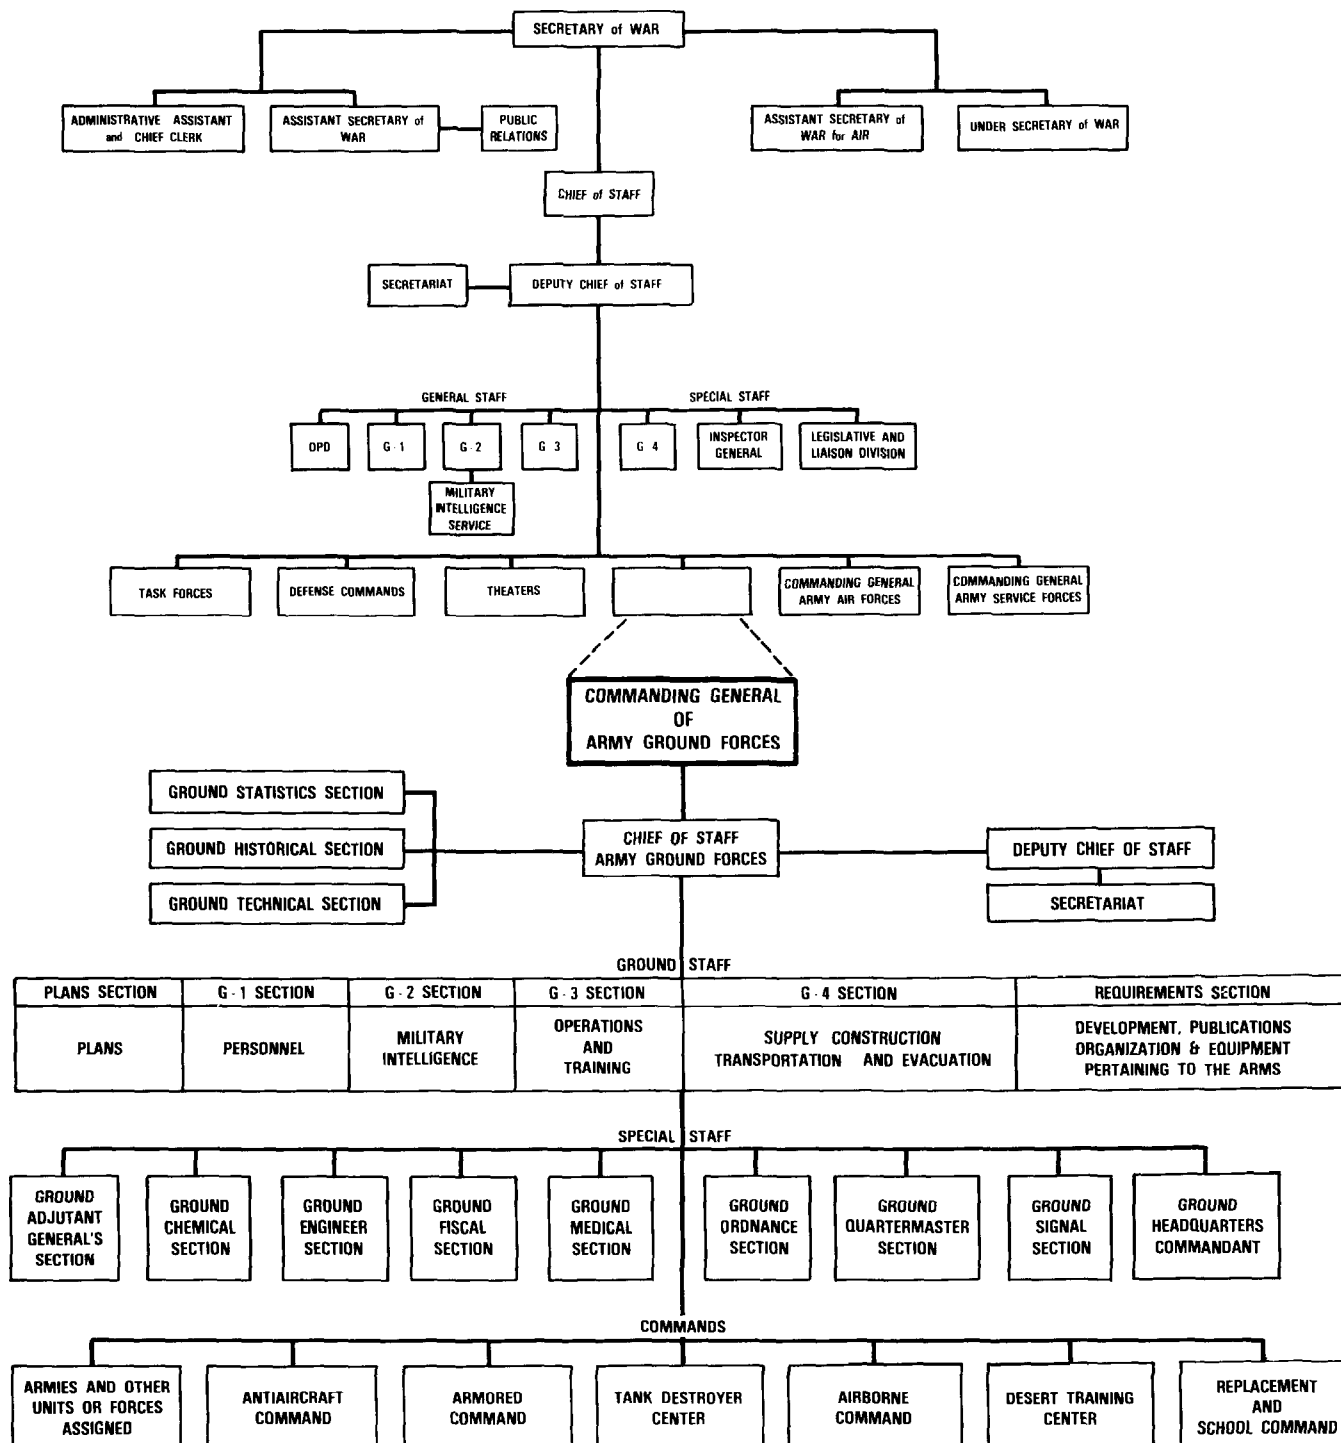 SECRETARY of WAR
ADMINISTRATIVE ASSISTANT
and CHIEF CLERK
ASSISTANT SECRETARY of
WAR
PUBLIC
RELATIONS
ASSISTANT SECRETARY of
WAR for AIR
UNDER SECRETARY of WAR
CHIEF of STAFF
SECRETARIAT
DEPUTY CHIEF of STAFF
GENERAL STAFF
SPECIAL STAFF
OPD
G-1
G-2
G 3
G 4
INSPECTOR
GENERAL
LEGISLATIVE AND
LIAISON DIVISION
MILITARY
INTELLIGENCE
SERVICE
TASK FORCES
DEFENSE COMMANDS
THEATERS
COMMANDING GENERAL
ARMY AIR FORCES
COMMANDING GENERAL
ARMY SERVICE FORCES
COMMANDING GENERAL
OF
ARMY GROUND FORCES
GROUND STATISTICS SECTION
GROUND HISTORICAL SECTION
GROUND TECHNICAL SECTION
CHIEF OF STAFF
ARMY GROUND FORCES
DEPUTY CHIEF OF STAFF
SECRETARIAT
GROUND STAFF
PLANS SECTION
G-1 SECTION
G-2 SECTION
G-3 SECTION
G-4 SECTION
REQUIREMENTS SECTION
PLANS
PERSONNEL
MILITARY
INTELLIGENCE
OPERATIONS
AND
TRAINING
SUPPLY CONSTRUCTION
TRANSPORTATION AND EVACUATION
DEVELOPMENT, PUBLICATIONS
ORGANIZATION & EQUIPMENT
PERTAINING TO THE ARMS
SPECIAL STAFF
GROUND
ADJUTANT
GENERAL'S
SECTION
GROUND
CHEMICAL
SECTION
GROUND
ENGINEER
SECTION
GROUND
FISCAL
SECTION
GROUND
MEDICAL
SECTION
GROUND
ORDNANCE
SECTION
GROUND
QUARTERMASTER
SECTION
GROUND
SIGNAL
SECTION
GROUND
HEADQUARTERS
COMMANDANT
COMMANDS
ARMIES AND OTHER
UNITS OR FORCES
ASSIGNED
ANTIAIRCRAFT
COMMAND
ARMORED
COMMAND
TANK DESTROYER
CENTER
AIRBORNE
COMMAND
DESERT TRAINING
CENTER
REPLACEMENT
AND
SCHOOL COMMAND